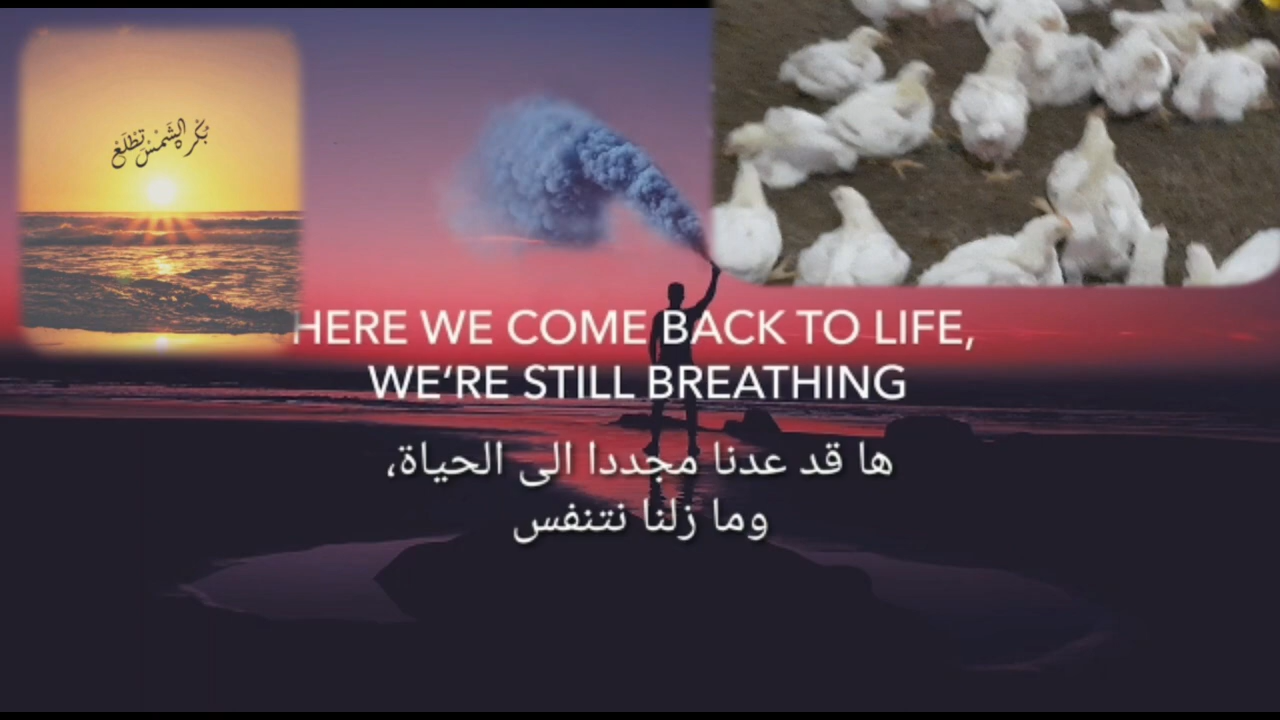 بكره الشمس تطلع
HERE WE COME BACK TO LIFE,
WE'RE STILL BREATHING
ها قد عدنا مجددا الى الحياة،
وما زلنا نتنفس